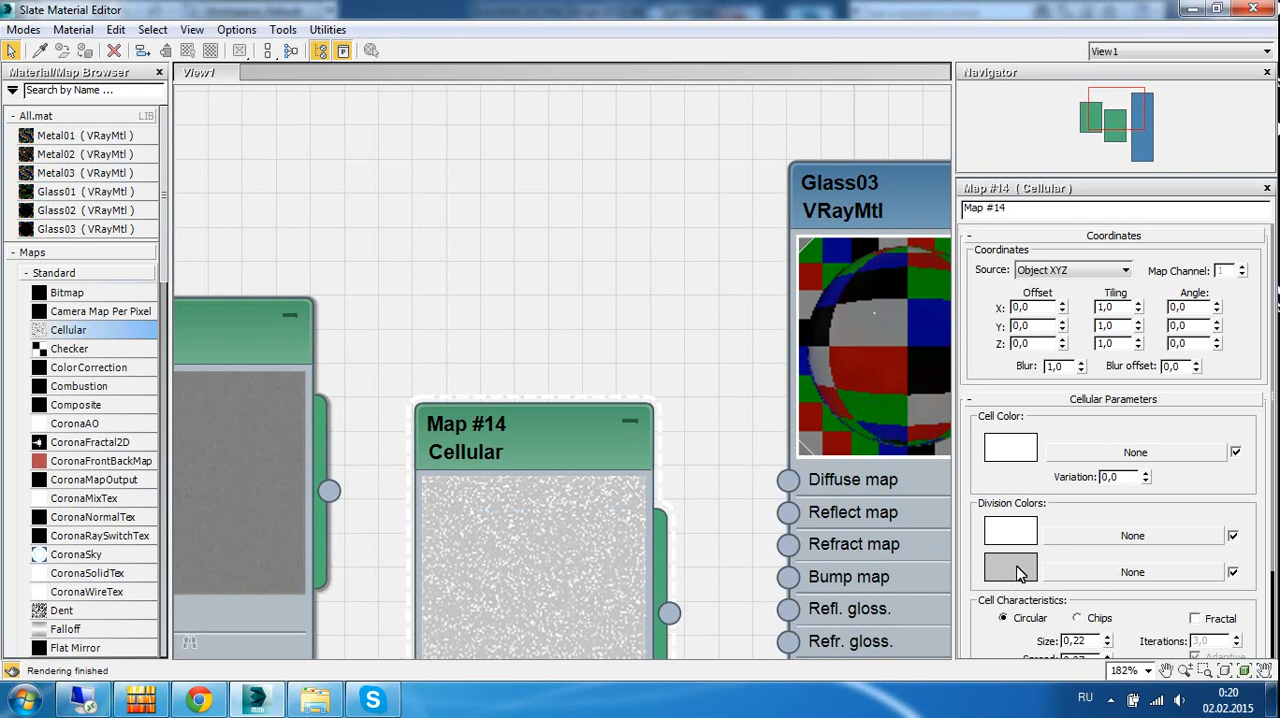 Slate Material Editor
Modes Material Edit Select View Options Tools Utilities
View1
Material/Map Browser
View1
Navigator
Search by Name ...
- All.mat LIB
Metal01 ( VRayMtl )
Metal02 ( VRayMtl )
Metal03 ( VRayMtl )
Glass01 ( VRayMtl )
Glass02 ( VRayMtl )
Glass03 ( VRayMtl )
- Maps
- Standard
Bitmap
Camera Map Per Pixel
Cellular
Checker
ColorCorrection
Combustion
Composite
CoronaAO
CoronaFractal2D
CoronaFrontBackMap
CoronaMapOutput
CoronaMixTex
CoronaNormalTex
CoronaRaySwitchTex
CoronaSky
CoronaSolidTex
CoronaWireTex
Dent
Falloff
Flat Mirror
Map #14
Cellular
Glass03
VRayMtl
Diffuse map
Reflect map
Refract map
Bump map
Refl. gloss.
Refr. gloss.
Map #14 ( Cellular )
Map #14
- Coordinates
Coordinates
Source: Object XYZ Map Channel: 1
Offset Tiling Angle:
X: 0,0 1,0 0,0
Y: 0,0 1,0 0,0
Z: 0,0 1,0 0,0
Blur: 1,0 Blur offset: 0,0
- Cellular Parameters
Cell Color:
None
Variation: 0,0
Division Colors:
None
None
Cell Characteristics:
Circular Chips Fractal
Size: 0,22 Iterations: 3,0
Rendering finished
182%
RU
0:20
02.02.2015